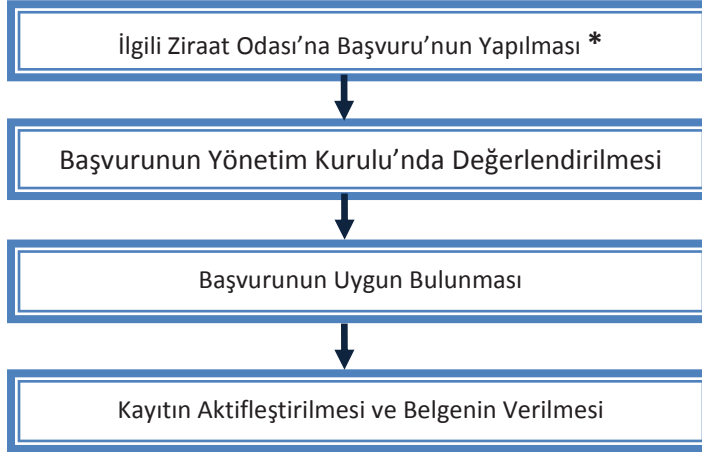 İlgili Ziraat Odası’na Başvuru’nun Yapılması *
Başvurunun Yönetim Kurulu’nda Değerlendirilmesi
Başvurunun Uygun Bulunması
Kayıtın Aktifleştirilmesi ve Belgenin Verilmesi